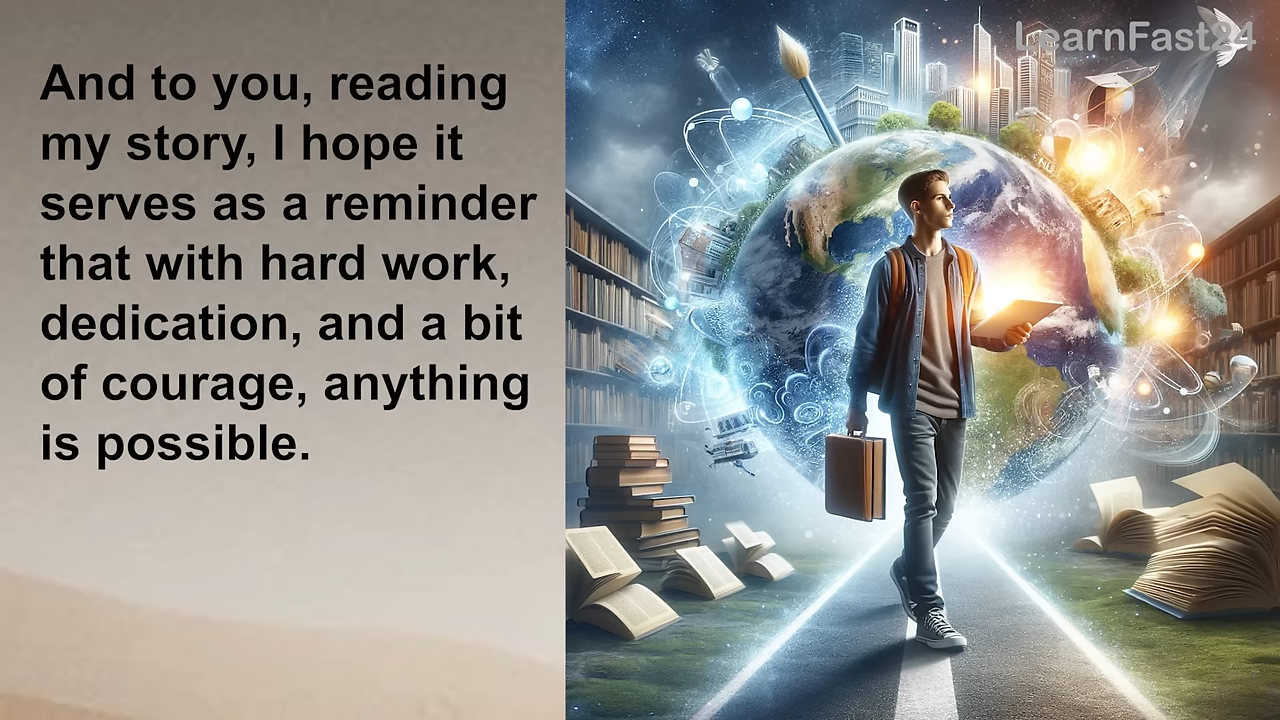 And to you, reading
my story, I hope it
serves as a reminder
that with hard work,
dedication, and a bit
of courage, anything
is possible.
LearnFast24